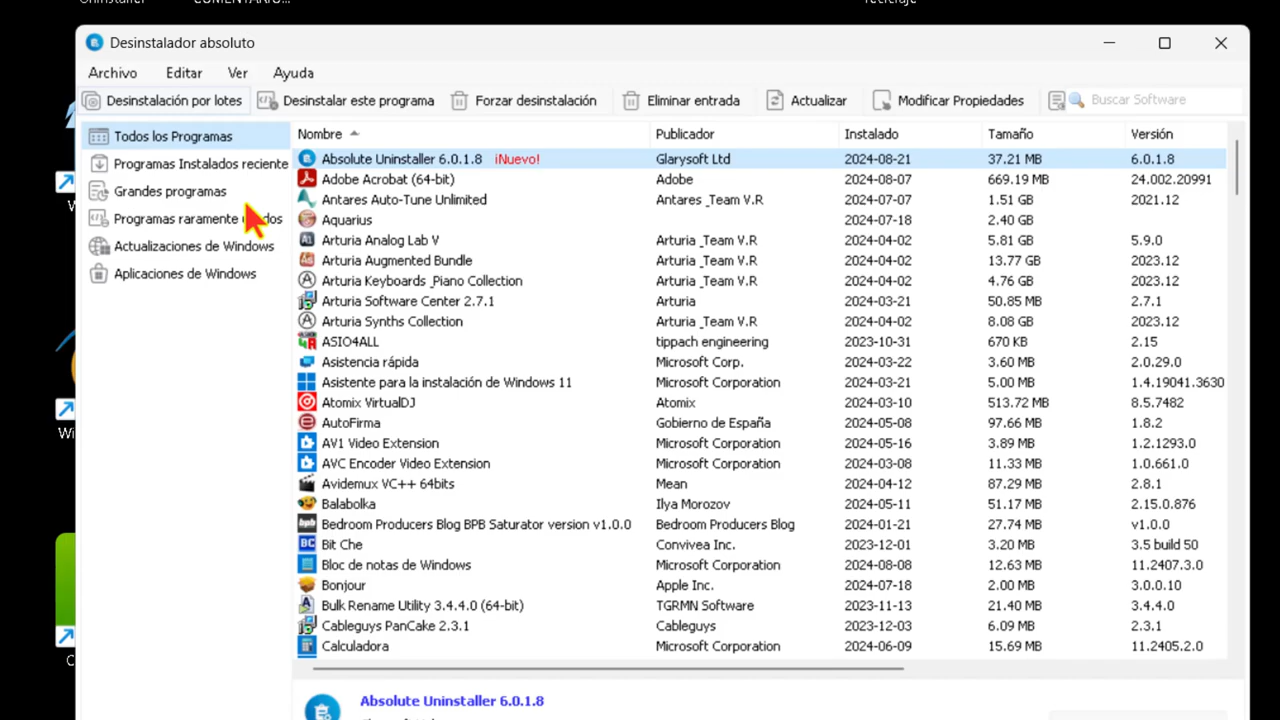 Desinstalador absoluto
Archivo Editar Ver Ayuda
Desinstalación por lotes Desinstalar este programa Forzar desinstalación Eliminar entrada Actualizar Modificar Propiedades Buscar Software
Todos los Programas
Programas Instalados reciente
Grandes programas
Programas raramente
Actualizaciones de Windows
Aplicaciones de Windows
Nombre Publicador Instalado Tamaño Versión
Absolute Uninstaller 6.0.1.8 ¡Nuevo! Glarysoft Ltd 2024-08-21 37.21 MB 6.0.1.8
Adobe Acrobat (64-bit) Adobe 2024-08-07 669.19 MB 24.002.20991
Antares Auto-Tune Unlimited Antares _Team V.R 2024-07-07 1.51 GB 2021.12
Aquarius 2024-07-18 2.40 GB
Arturia Analog Lab V Arturia _Team V.R 2024-04-02 5.81 GB 5.9.0
Arturia Augmented Bundle Arturia _Team V.R 2024-04-02 13.77 GB 2023.12
Arturia Keyboards _Piano Collection Arturia _Team V.R 2024-04-02 4.76 GB 2023.12
Arturia Software Center 2.7.1 Arturia 2024-03-21 50.85 MB 2.7.1
Arturia Synths Collection Arturia _Team V.R 2024-04-02 8.08 GB 2023.12
ASIO4ALL tippach engineering 2023-10-31 670 KB 2.15
Asistencia rápida Microsoft Corp. 2024-03-22 3.60 MB 2.0.29.0
Asistente para la instalación de Windows 11 Microsoft Corporation 2024-03-21 5.00 MB 1.4.19041.3630
Atomix VirtualDJ Atomix 2024-03-10 513.72 MB 8.5.7482
AutoFirma Gobierno de España 2024-05-08 97.66 MB 1.8.2
AV1 Video Extension Microsoft Corporation 2024-05-16 3.89 MB 1.2.1293.0
AVC Encoder Video Extension Microsoft Corporation 2024-03-08 11.33 MB 1.0.661.0
Avidemux VC++ 64bits Mean 2024-04-12 87.29 MB 2.8.1
Balabolka Ilya Morozov 2024-05-11 51.17 MB 2.15.0.876
Bedroom Producers Blog BPB Saturator version v1.0.0 Bedroom Producers Blog 2024-01-21 27.74 MB v1.0.0
Bit Che Convivea Inc. 2023-12-01 3.20 MB 3.5 build 50
Bloc de notas de Windows Microsoft Corporation 2024-08-08 12.63 MB 11.2407.3.0
Bonjour Apple Inc. 2024-07-18 2.00 MB 3.0.0.10
Bulk Rename Utility 3.4.4.0 (64-bit) TGRMN Software 2023-11-13 21.40 MB 3.4.4.0
Cableguys PanCake 2.3.1 Cableguys 2023-12-03 6.09 MB 2.3.1
Calculadora Microsoft Corporation 2024-06-09 15.69 MB 11.2405.2.0
Absolute Uninstaller 6.0.1.8